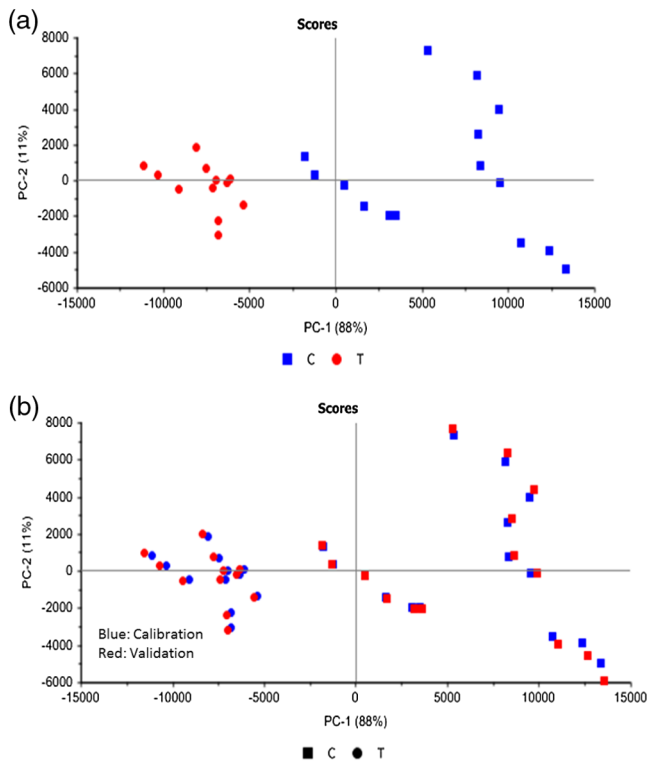 (a)
Scores
8000
6000
4000
2000
0
-2000
-4000
-6000
PC-2 (11%)
-15000 -10000 -5000 0 5000 10000 15000
PC-1 (88%)
C T
(b)
Scores
8000
6000
4000
2000
0
-2000
-4000
-6000
PC-2 (11%)
Blue: Calibration
Red: Validation
-15000 -10000 -5000 0 5000 10000 15000
PC-1 (88%)
C T